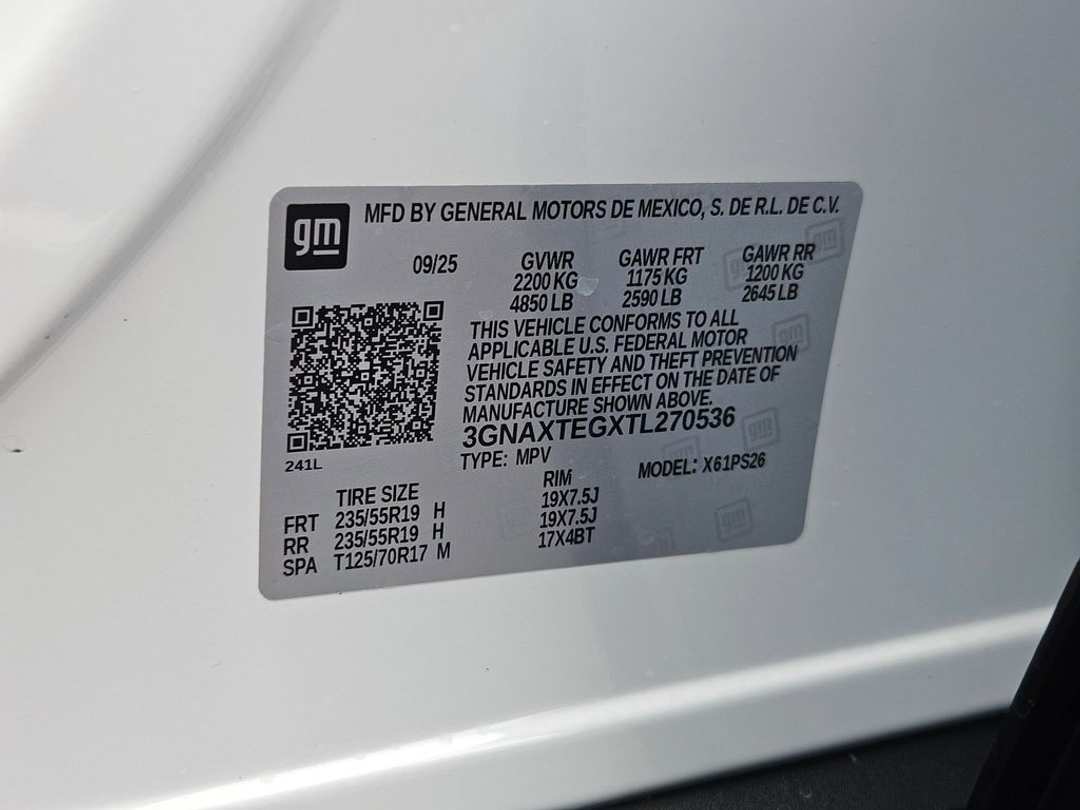 gm
MFD BY GENERAL MOTORS DE MEXICO, S. DE R.L. DE C.V.
09/25 GVWR GAWR FRT GAWR RR
2200 KG 1175 KG 1200 KG
4850 LB 2590 LB 2645 LB
THIS VEHICLE CONFORMS TO ALL
APPLICABLE U.S. FEDERAL MOTOR
VEHICLE SAFETY AND THEFT PREVENTION
STANDARDS IN EFFECT ON THE DATE OF
MANUFACTURE SHOWN ABOVE.
3GNAXTEGXTL270536
241L
TYPE: MPV MODEL: X61PS26
TIRE SIZE RIM
FRT 235/55R19 H 19X7.5J
RR 235/55R19 H 19X7.5J
SPA T125/70R17 M 17X4BT